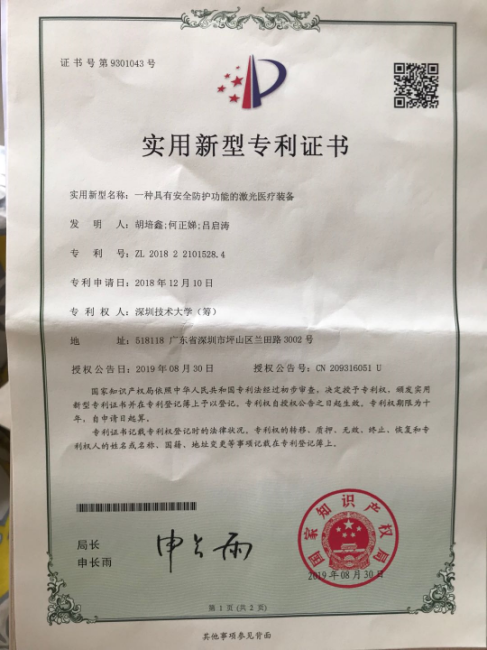 证书号第9301043号
实用新型专利证书
实用新型名称：一种具有安全防护功能的激光医疗装备
发 明 人：胡培鑫;何正娣;吕启涛
专 利 号：ZL 2018 2 2101528.4
专利申请日：2018年12月10日
专 利 权 人：深圳技术大学（筹）
地 址：518118 广东省深圳市坪山区兰田路3002号
授权公告日：2019年08月30日 授权公告号：CN 209316051 U
国家知识产权局依照中华人民共和国专利法经过初步审查，决定授予专利权，颁发实用
新型专利证书并在专利登记簿上予以登记。专利权自授权公告之日起生效。专利权期限为十
年，自申请日起算。
专利证书记载专利权登记时的法律状况。专利权的转移、质押、无效、终止、恢复和专
利权人的姓名或名称、国籍、地址变更等事项记载在专利登记簿上。
局长
申长雨
申长雨
国家知识产权局
2019年08月30日
第 1 页 (共 2 页)
其他事项参见背面